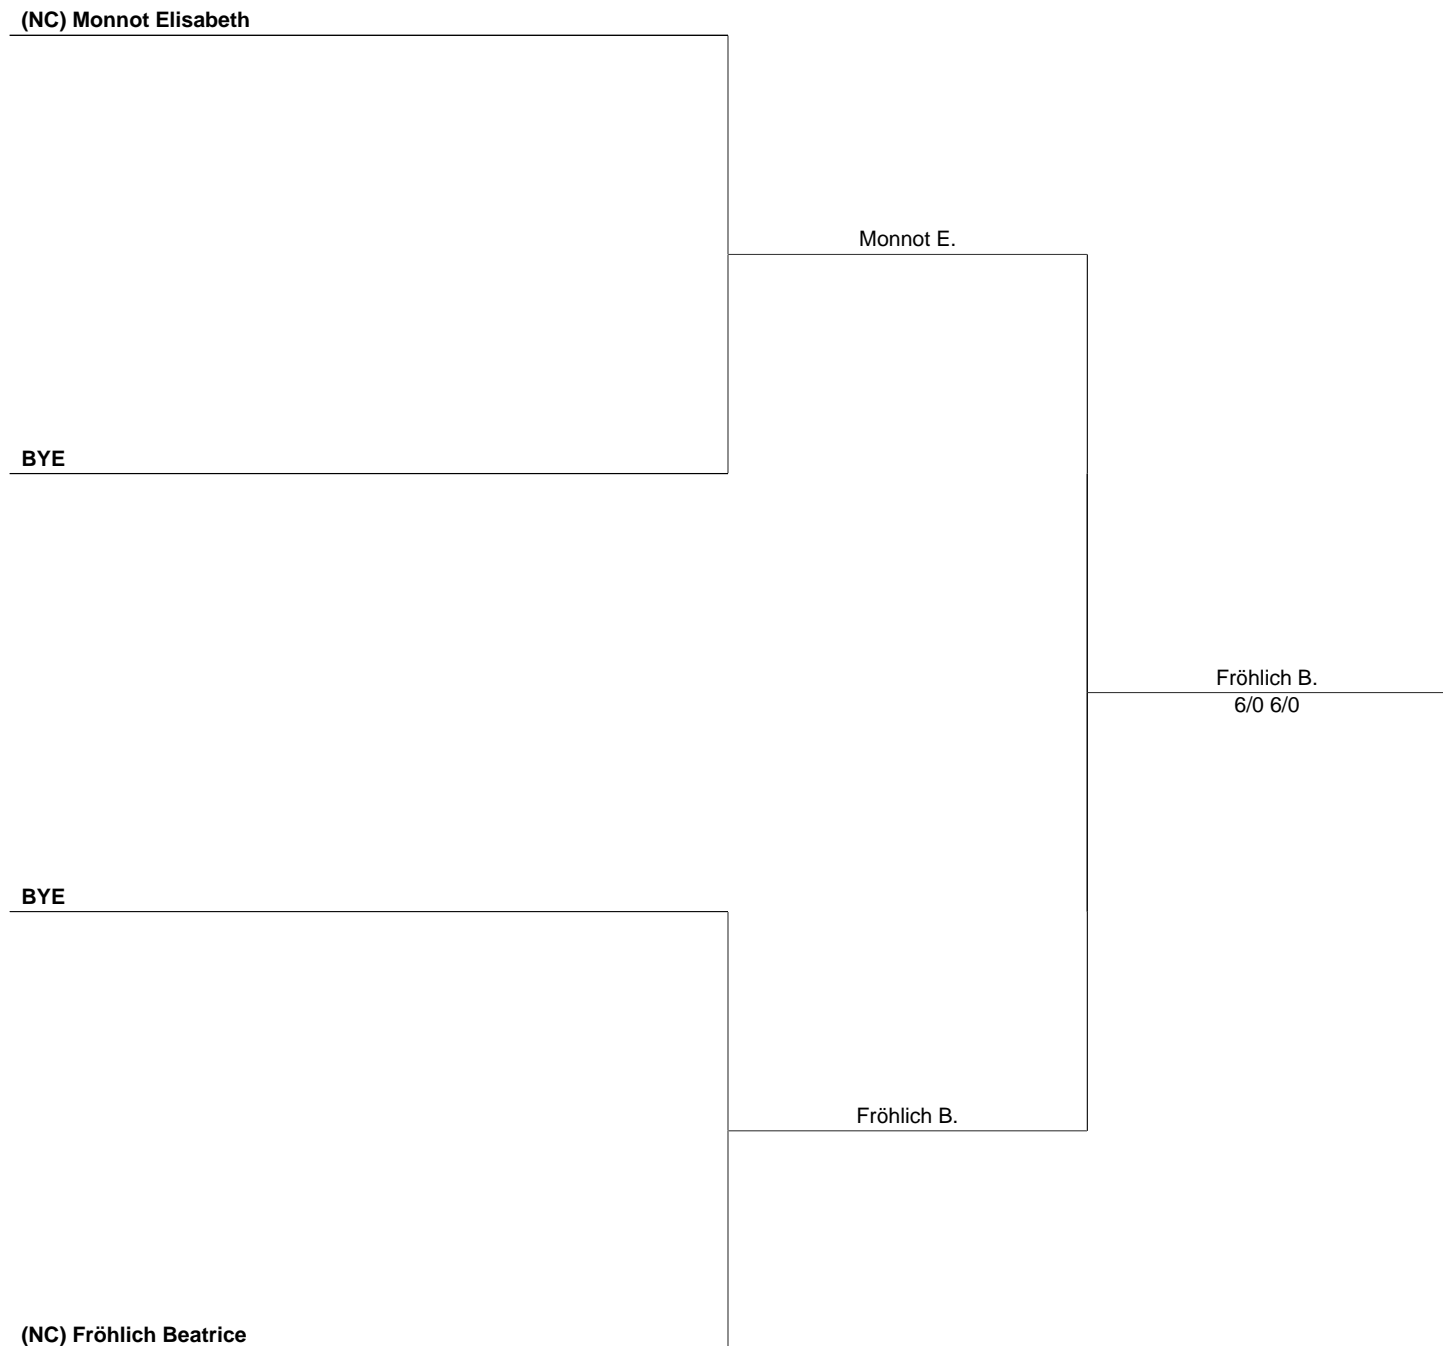 (NC) Monnot Elisabeth
Monnot E.
BYE
Fröhlich B.
6/0 6/0
BYE
Fröhlich B.
(NC) Fröhlich Beatrice